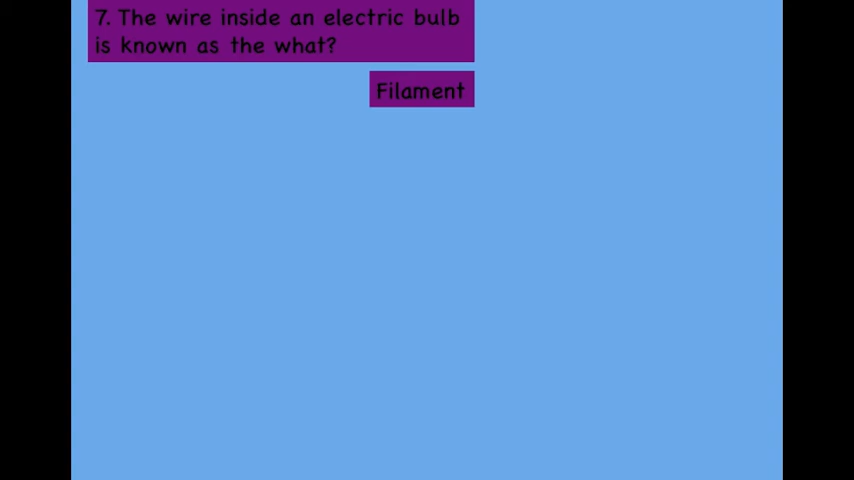 7. The wire inside an electric bulb
is known as the what?
Filament